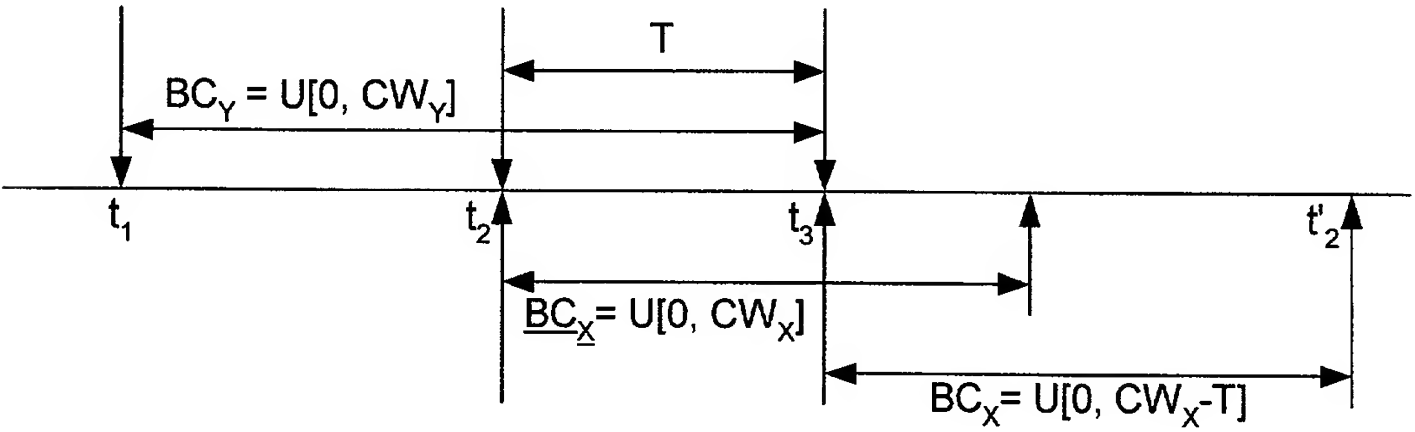 T
BC_Y = U[0, CW_Y]
t_1 t_2 t_3 t'_2
BC_X= U[0, CW_X]
BC_X= U[0, CW_X-T]